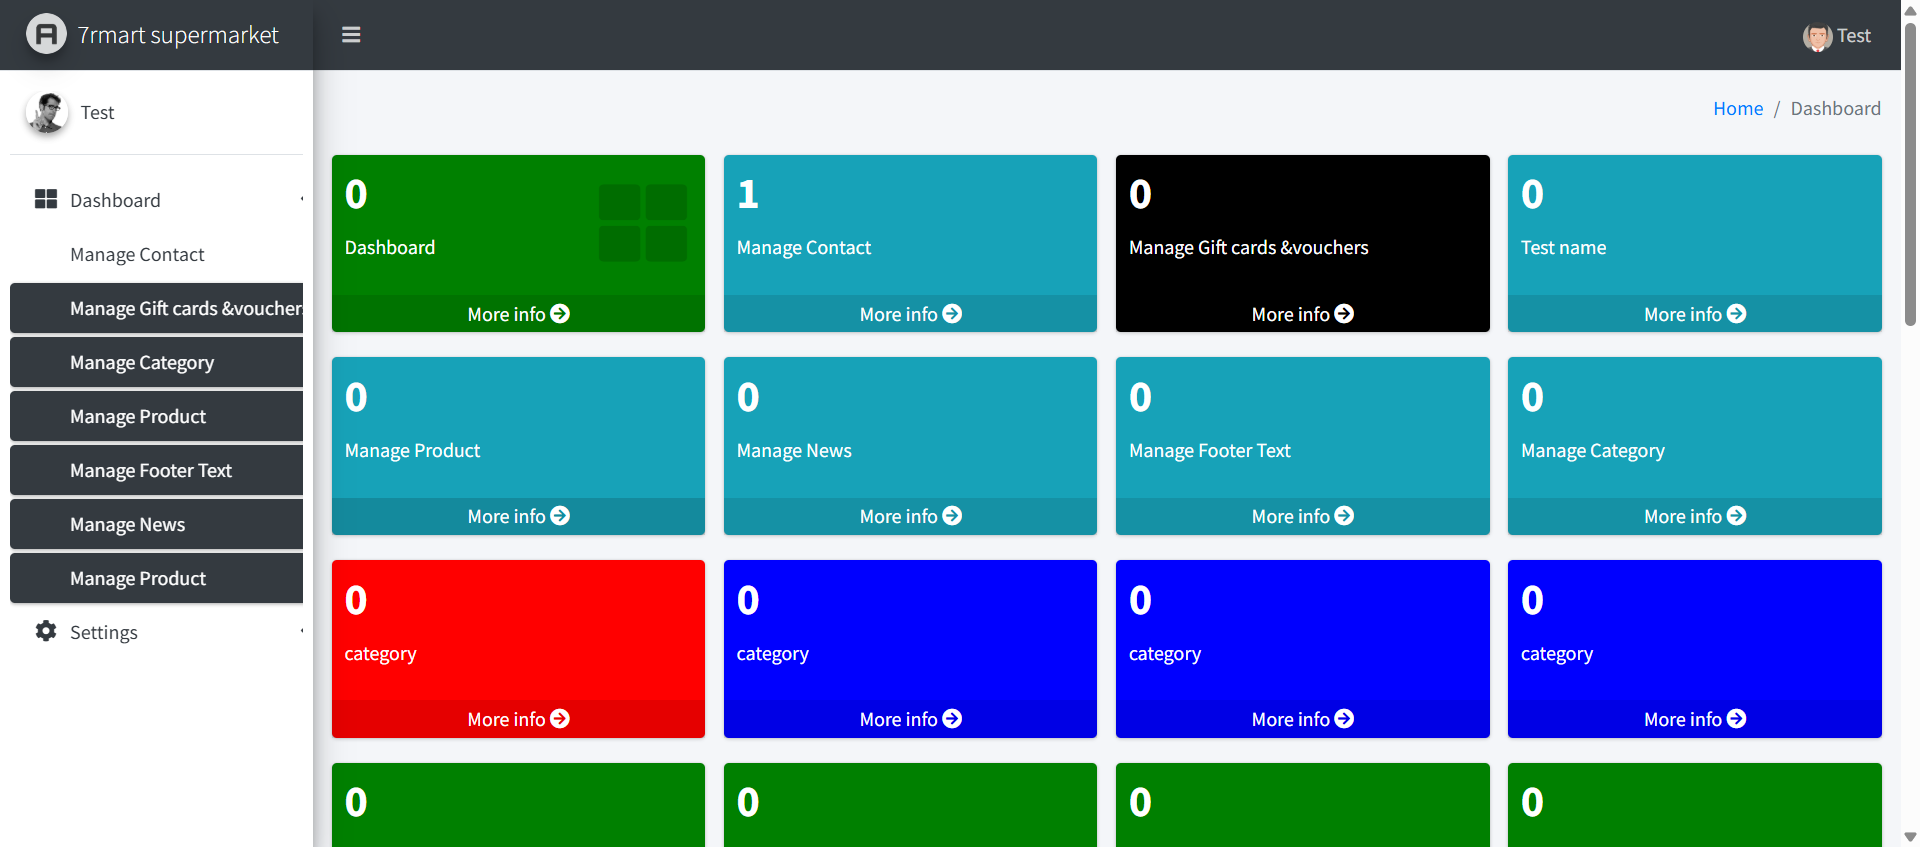 7rmart supermarket
Test
Test
Home / Dashboard
Dashboard
Manage Contact
Manage Gift cards &voucher
Manage Category
Manage Product
Manage Footer Text
Manage News
Manage Product
Settings
0
Dashboard
More info
1
Manage Contact
More info
0
Manage Gift cards &vouchers
More info
0
Test name
More info
0
Manage Product
More info
0
Manage News
More info
0
Manage Footer Text
More info
0
Manage Category
More info
0
category
More info
0
category
More info
0
category
More info
0
category
More info
0
0
0
0